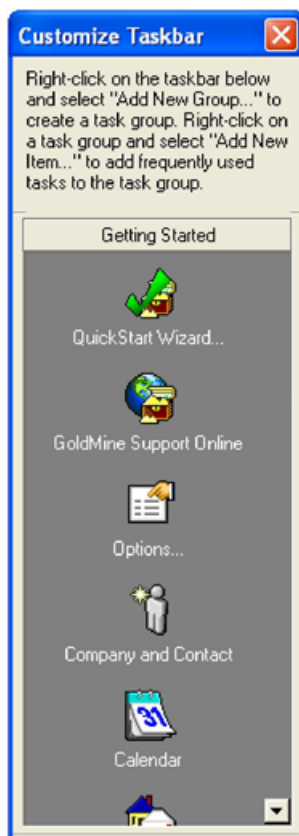 Customize Taskbar
Right-click on the taskbar below
and select "Add New Group..." to
create a task group. Right-click on
a task group and select "Add New
Item..." to add frequently used
tasks to the task group.
Getting Started
QuickStart Wizard...
GoldMine Support Online
Options...
Company and Contact
31
Calendar